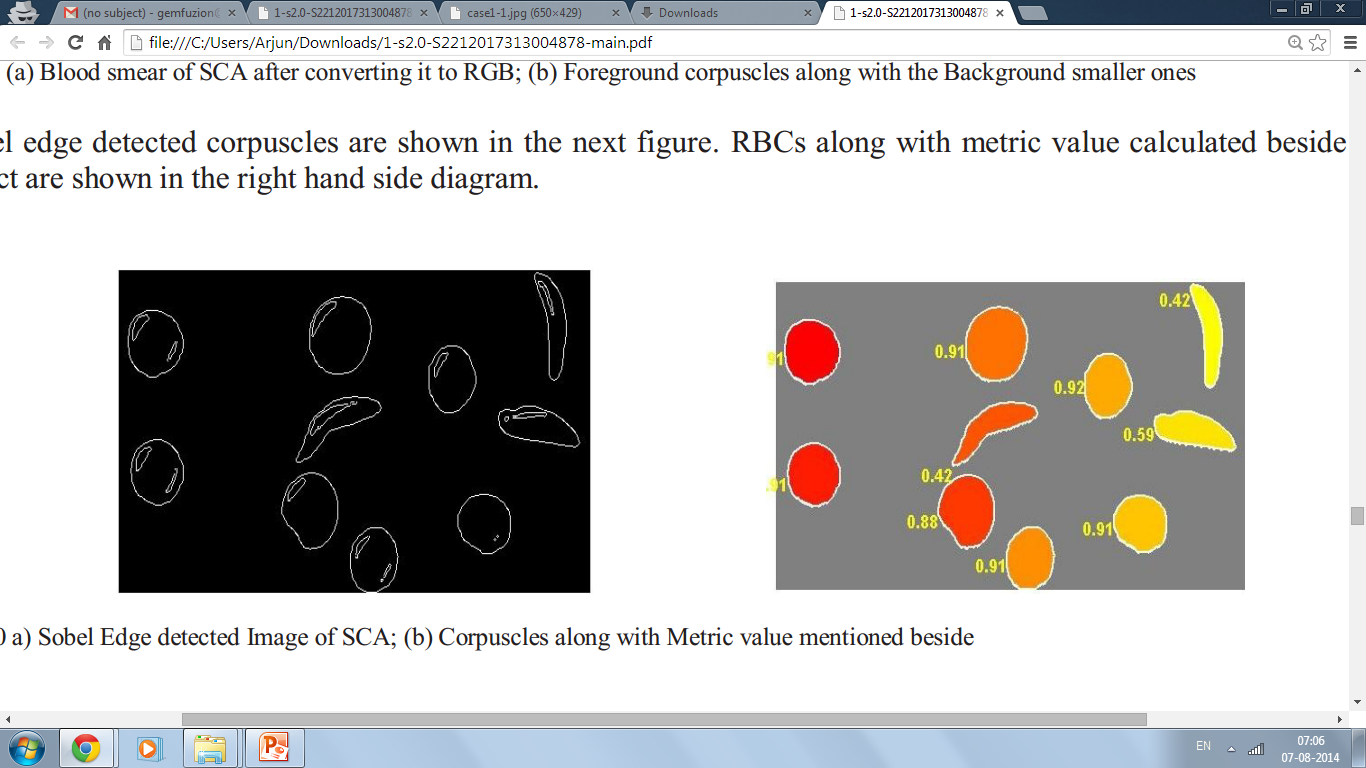 (no subject) - gemfuzion
1-s2.0-S2212017313004878
case1-1.jpg (650×429)
Downloads
1-s2.0-S2212017313004878
file:///C:/Users/Arjun/Downloads/1-s2.0-S2212017313004878-main.pdf
(a) Blood smear of SCA after converting it to RGB; (b) Foreground corpuscles along with the Background smaller ones
el edge detected corpuscles are shown in the next figure. RBCs along with metric value calculated beside
ct are shown in the right hand side diagram.
0.42
0.91
91
0.92
0.59
0.42
.91
0.88
0.91
0.91
0 a) Sobel Edge detected Image of SCA; (b) Corpuscles along with Metric value mentioned beside
EN
07:06
07-08-2014